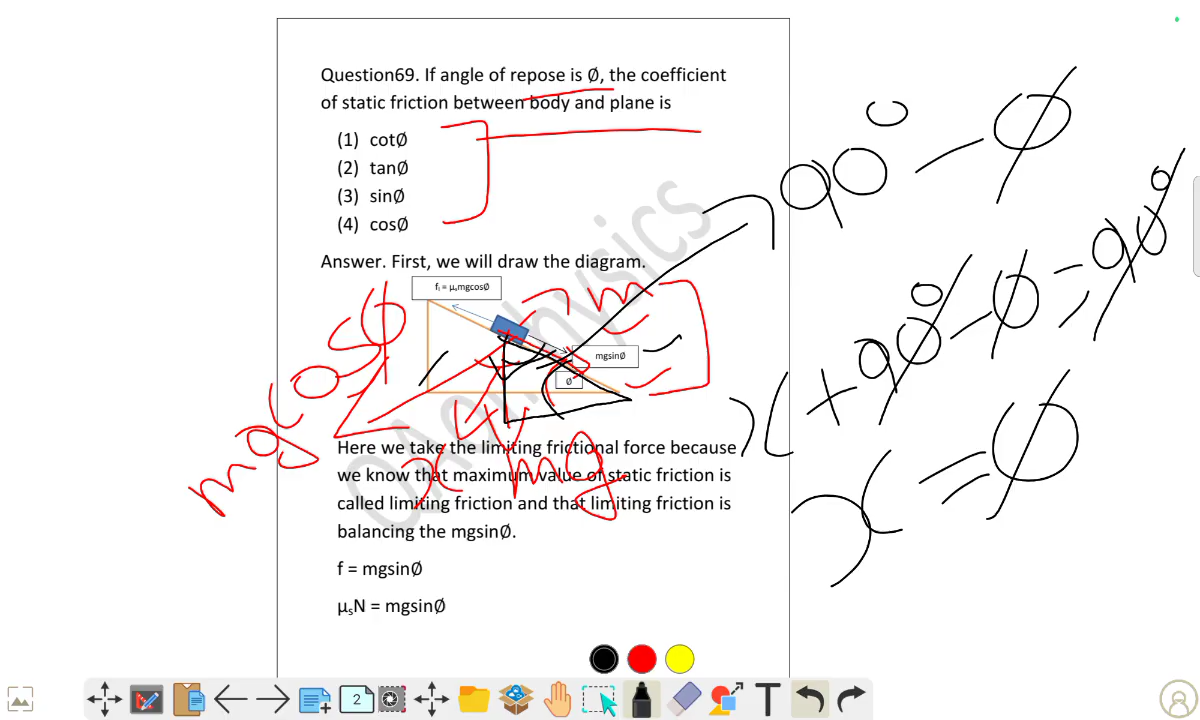 Question69. If angle of repose is Ø, the coefficient
of static friction between body and plane is
(1) cotØ
(2) tanØ
(3) sinØ
(4) cosØ
Answer. First, we will draw the diagram.
fₗ = μₛmgcosØ
mgsinØ
Ø
Here we take the limiting frictional force because
we know that maximum value of static friction is
called limiting friction and that limiting friction is
balancing the mgsinØ.
f = mgsinØ
μₛN = mgsinØ
QAofphysics
mgcosϕ
m
x
mg
90° - ϕ
x + 90° - ϕ = 90°
x = ϕ
2
T